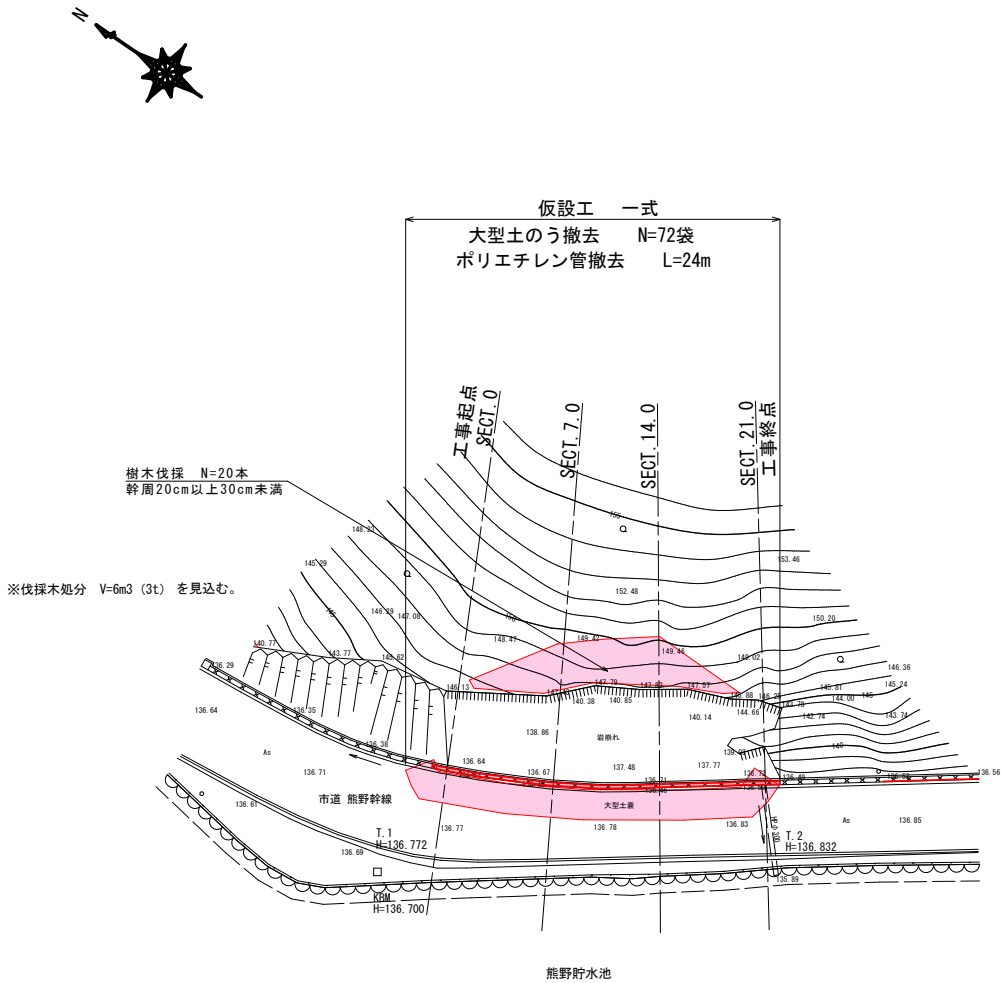 N
仮設工　一式
大型土のう撤去　N=72袋
ポリエチレン管撤去　L=24m
工事起点
SECT.0
SECT.7.0
SECT.14.0
SECT.21.0
工事終点
樹木伐採　N=20本
幹周20cm以上30cm未満
※伐採木処分　V=6m3（3t）を見込む。
155
148.23
153.46
145.29
152.48
146.29
147.08
150.20
140.77
143.77
148.47
149.42
149.46
149.02
146.36
136.29
146.13
147.79
147.57
146.25
145.81
145
145.24
140.38
140.85
144.00
143.78
136.64
136.35
140.14
144.66
142.74
143.74
138.86
岩崩れ
136.38
140
As
136.64
136.67
137.48
137.77
136.71
136.71
136.56
市道 熊野幹線
大型土嚢
136.61
136.77
136.78
136.83
As
136.85
T.1
H=136.772
T.2
H=136.832
136.69
135.89
KBM
H=136.700
熊野貯水池